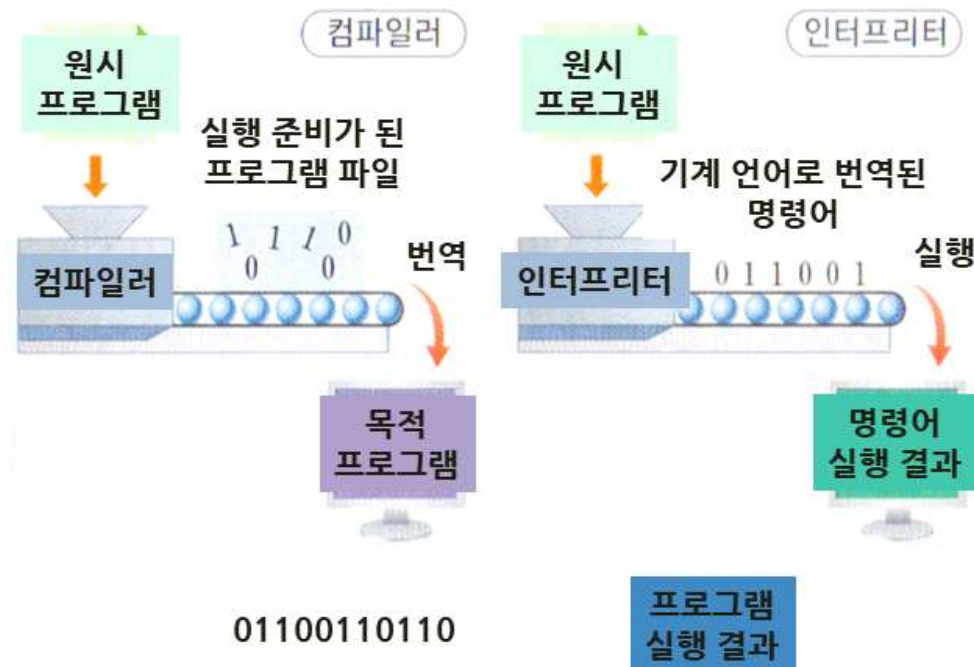 컴파일러
원시
프로그램
실행 준비가 된
프로그램 파일
1 1 1 0
0 0
번역
컴파일러
목적
프로그램
01100110110
인터프리터
원시
프로그램
기계 언어로 번역된
명령어
실행
인터프리터
0 1 1 0 0 1
명령어
실행 결과
프로그램
실행 결과